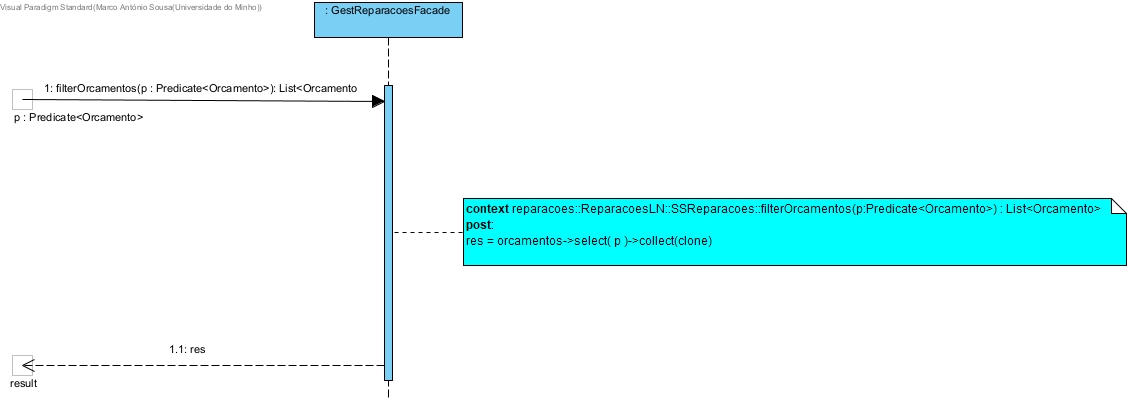 Visual Paradigm Standard(Marco António Sousa(Universidade do Minho))
: GestReparacoesFacade
1: filterOrcamentos(p : Predicate<Orcamento>): List<Orcamento
p : Predicate<Orcamento>
context reparacoes::ReparacoesLN::SSReparacoes::filterOrcamentos(p:Predicate<Orcamento>) : List<Orcamento>
post:
res = orcamentos->select( p )->collect(clone)
1.1: res
result